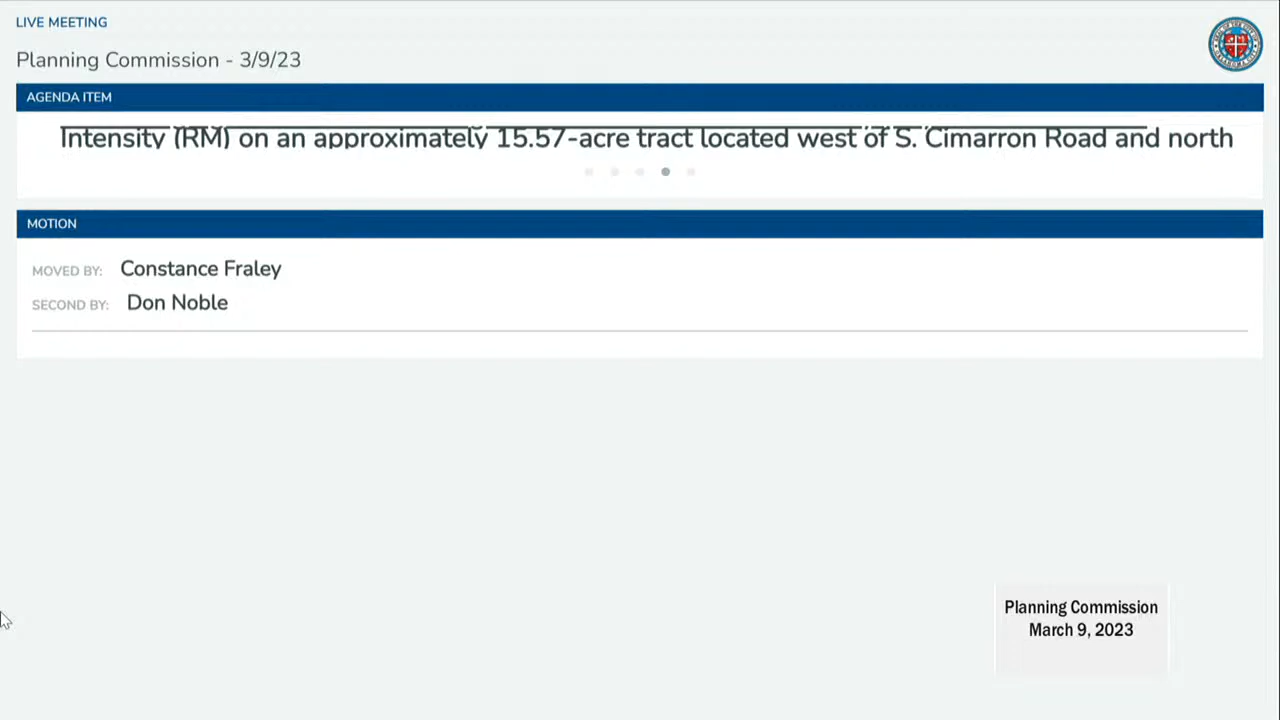 LIVE MEETING
Planning Commission - 3/9/23
AGENDA ITEM
Intensity (RM) on an approximately 15.57-acre tract located west of S. Cimarron Road and north
MOTION
MOVED BY: Constance Fraley
SECOND BY: Don Noble
Planning Commission
March 9, 2023